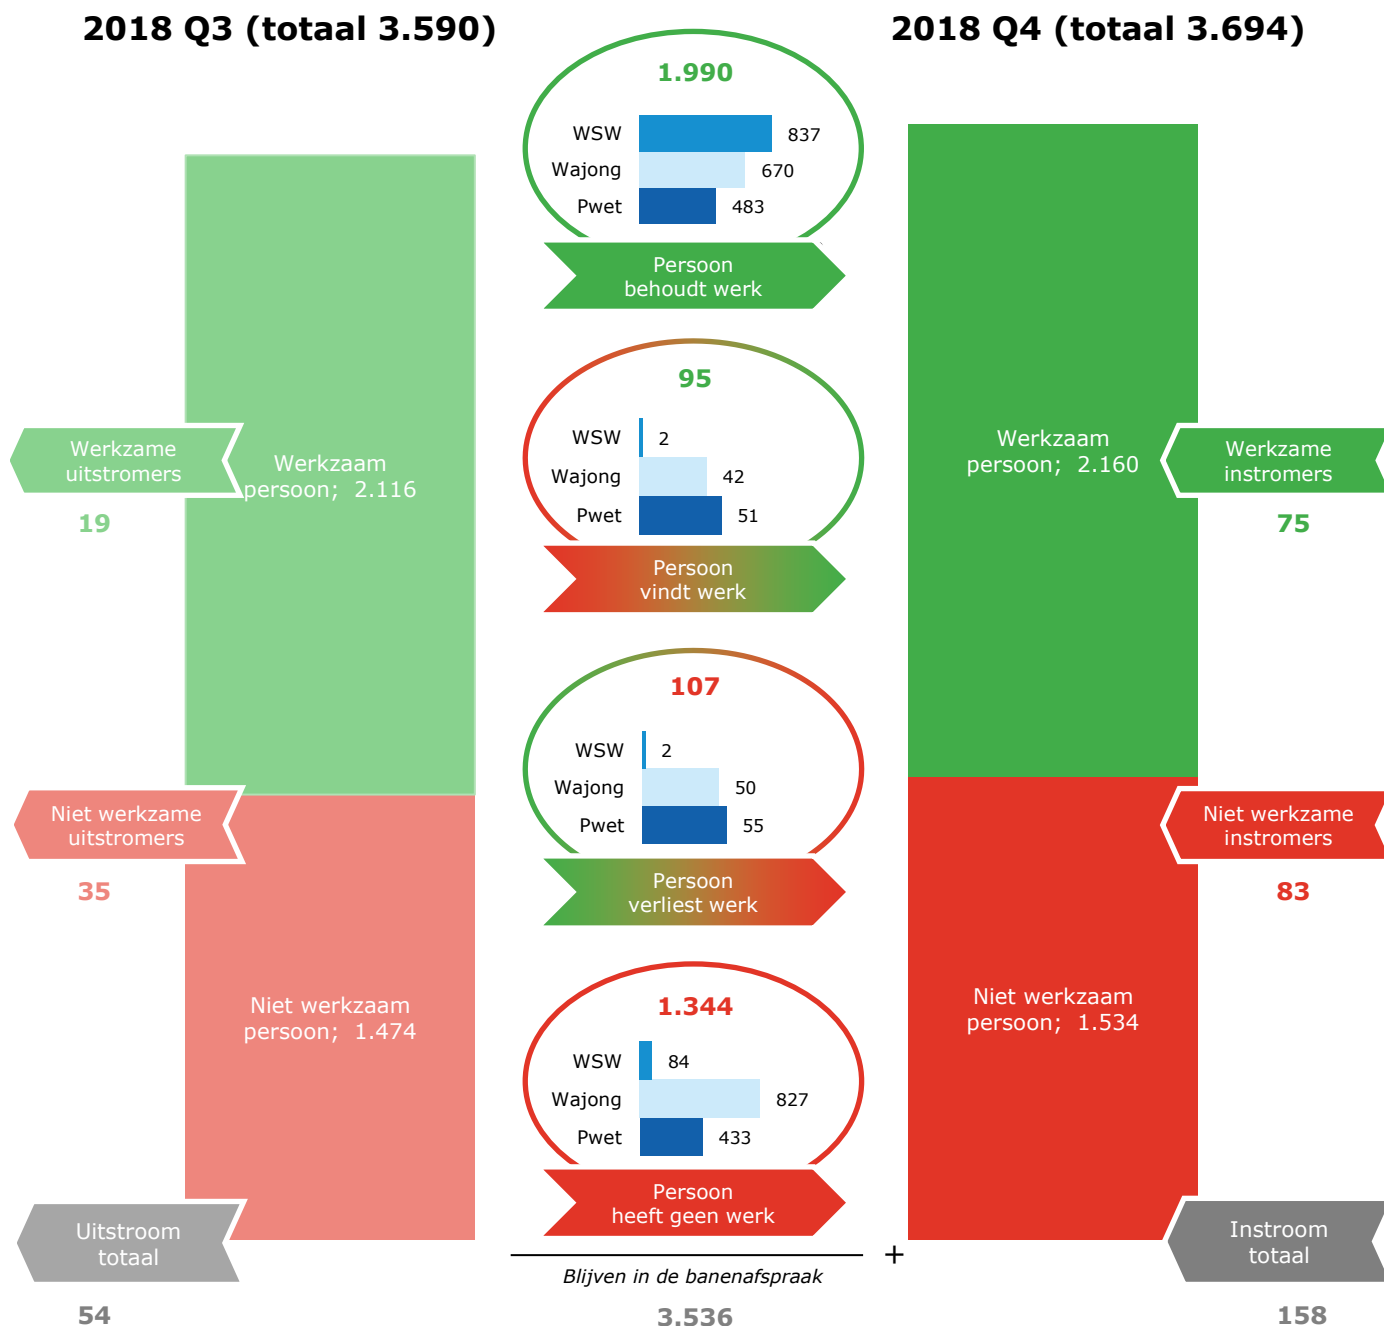 2018 Q3 (totaal 3.590)
2018 Q4 (totaal 3.694)
1.990
WSW 837
Wajong 670
Pwet 483
Persoon
behoudt werk
95
WSW 2
Wajong 42
Pwet 51
Persoon
vindt werk
107
WSW 2
Wajong 50
Pwet 55
Persoon
verliest werk
1.344
WSW 84
Wajong 827
Pwet 433
Persoon
heeft geen werk
Blijven in de banenafspraak
3.536
+
Werkzame
uitstromers
19
Werkzaam
persoon; 2.116
Niet werkzame
uitstromers
35
Niet werkzaam
persoon; 1.474
Uitstroom
totaal
54
Werkzaam
persoon; 2.160
Werkzame
instromers
75
Niet werkzame
instromers
83
Niet werkzaam
persoon; 1.534
Instroom
totaal
158